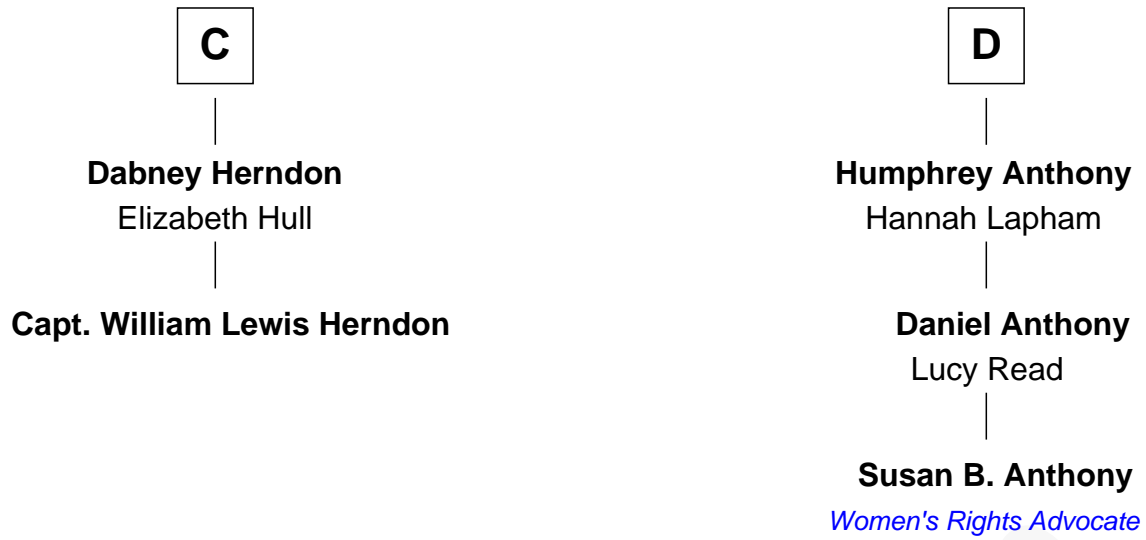 C
Dabney Herndon
Elizabeth Hull
Capt. William Lewis Herndon
D
Humphrey Anthony
Hannah Lapham
Daniel Anthony
Lucy Read
Susan B. Anthony
Women's Rights Advocate